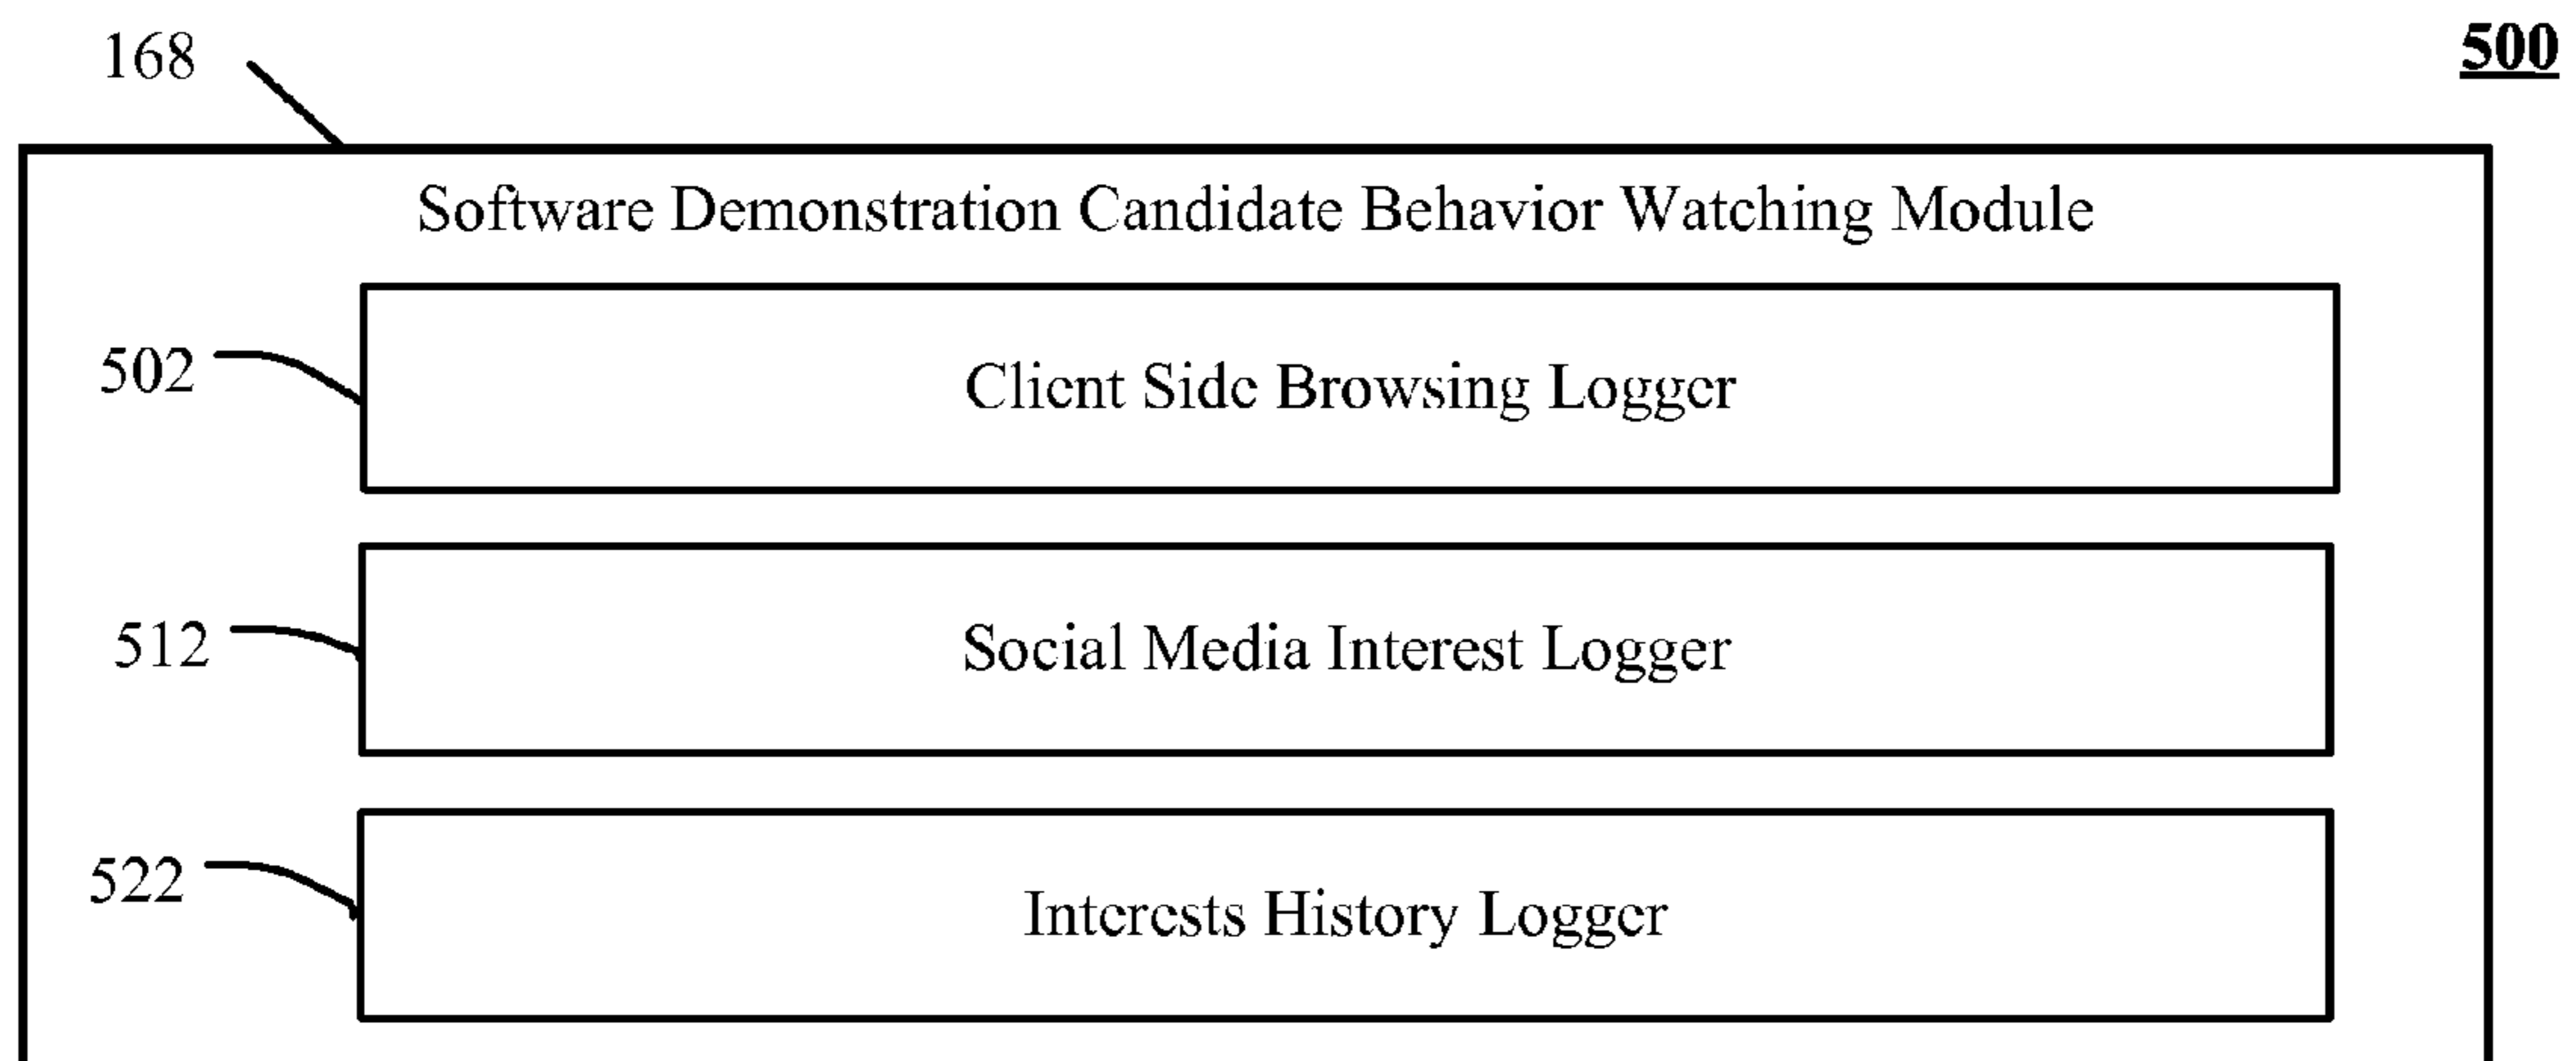 168
500
Software Demonstration Candidate Behavior Watching Module
502
Client Side Browsing Logger
512
Social Media Interest Logger
522
Interests History Logger